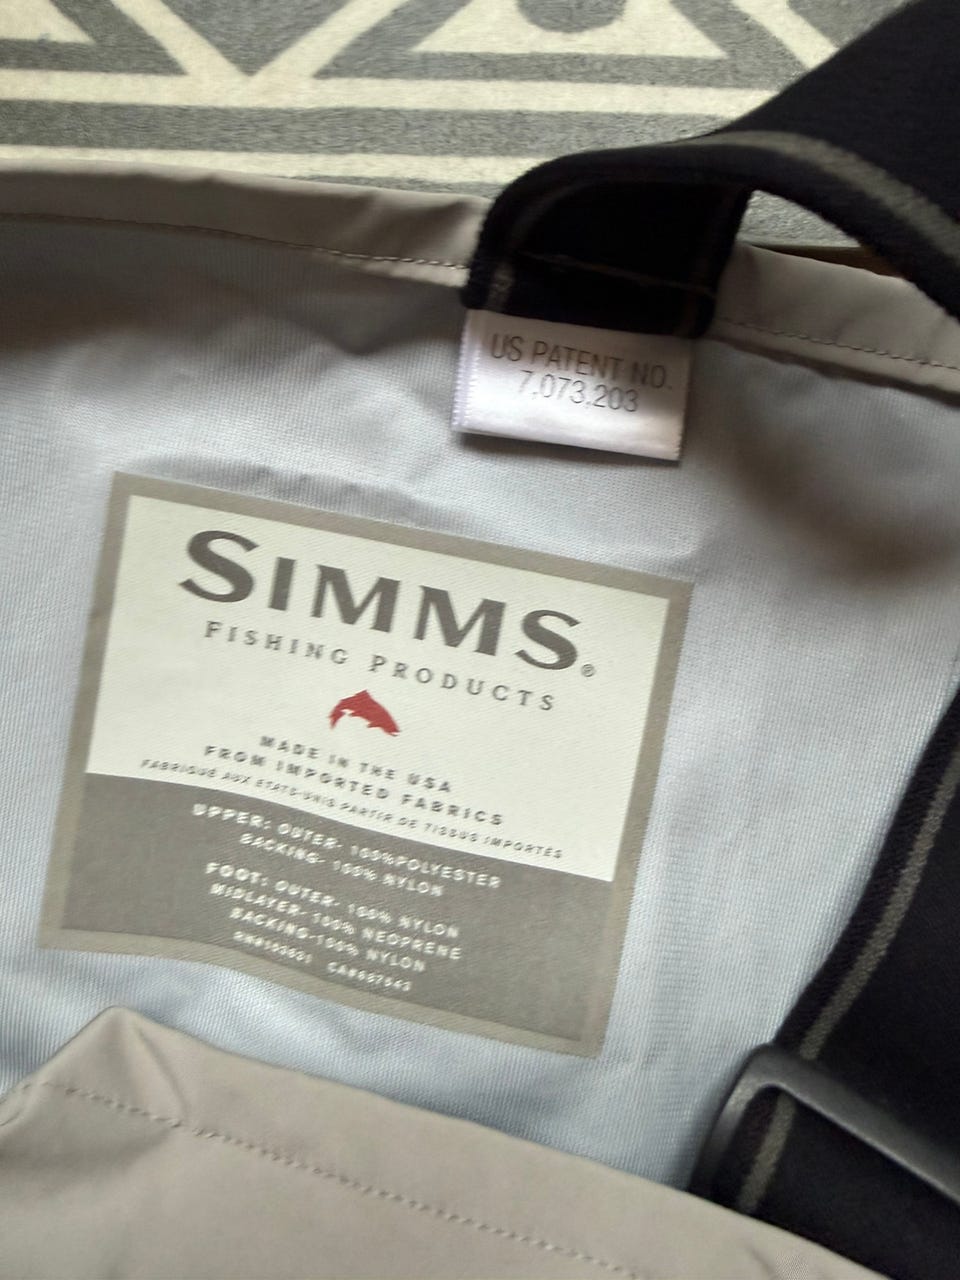 US PATENT NO.
7,073,203
SIMMS®
FISHING PRODUCTS
MADE IN THE USA
FROM IMPORTED FABRICS
FABRIQUÉ AUX ETATS-UNIS PARTIR DE TISSUS IMPORTÉS
UPPER: OUTER- 100%POLYESTER
BACKING- 100% NYLON
FOOT: OUTER- 100% NYLON
MIDLAYER- 100% NEOPRENE
BACKING-100% NYLON